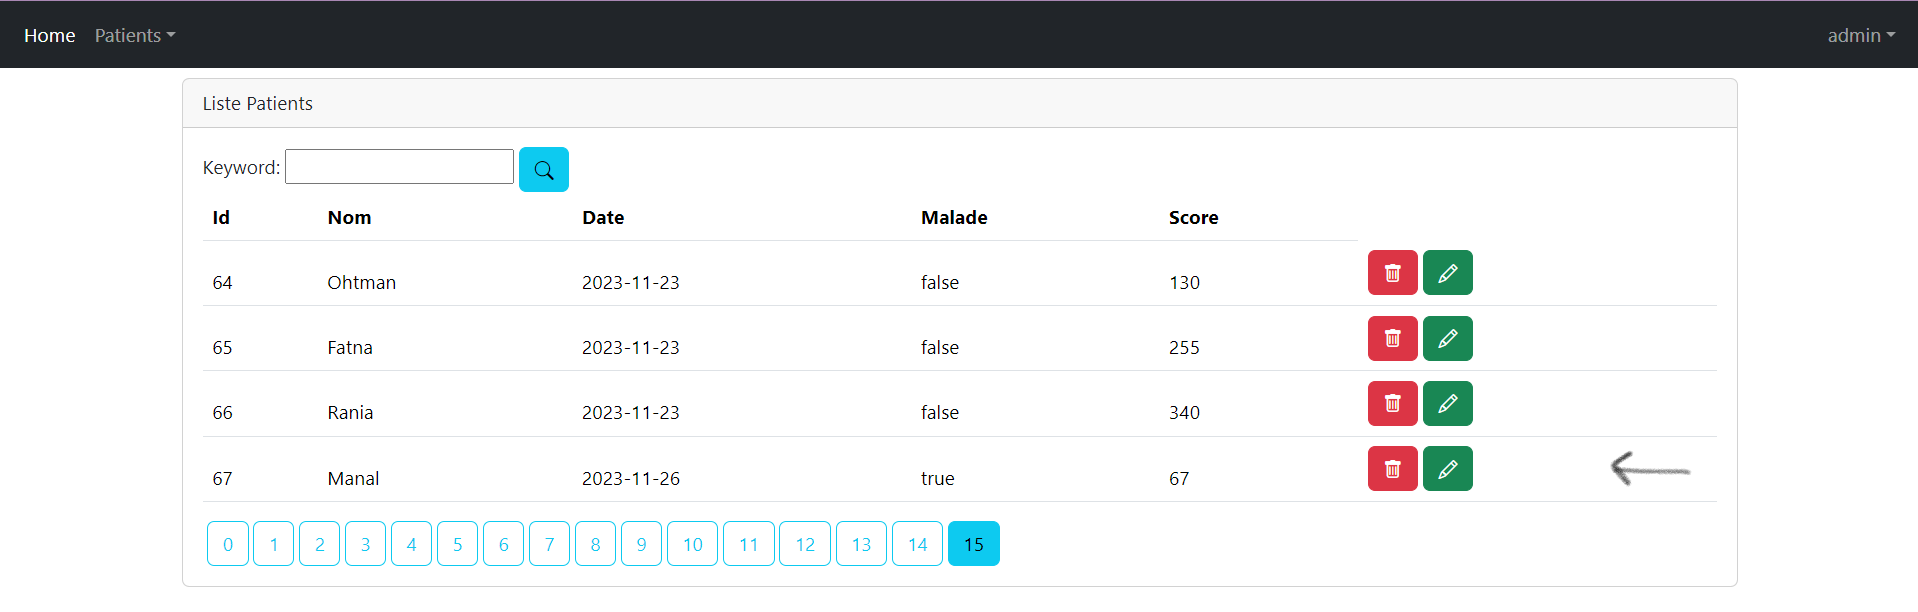 Home Patients admin
Liste Patients
Keyword:
Id Nom Date Malade Score
64 Ohtman 2023-11-23 false 130
65 Fatna 2023-11-23 false 255
66 Rania 2023-11-23 false 340
67 Manal 2023-11-26 true 67
0 1 2 3 4 5 6 7 8 9 10 11 12 13 14 15